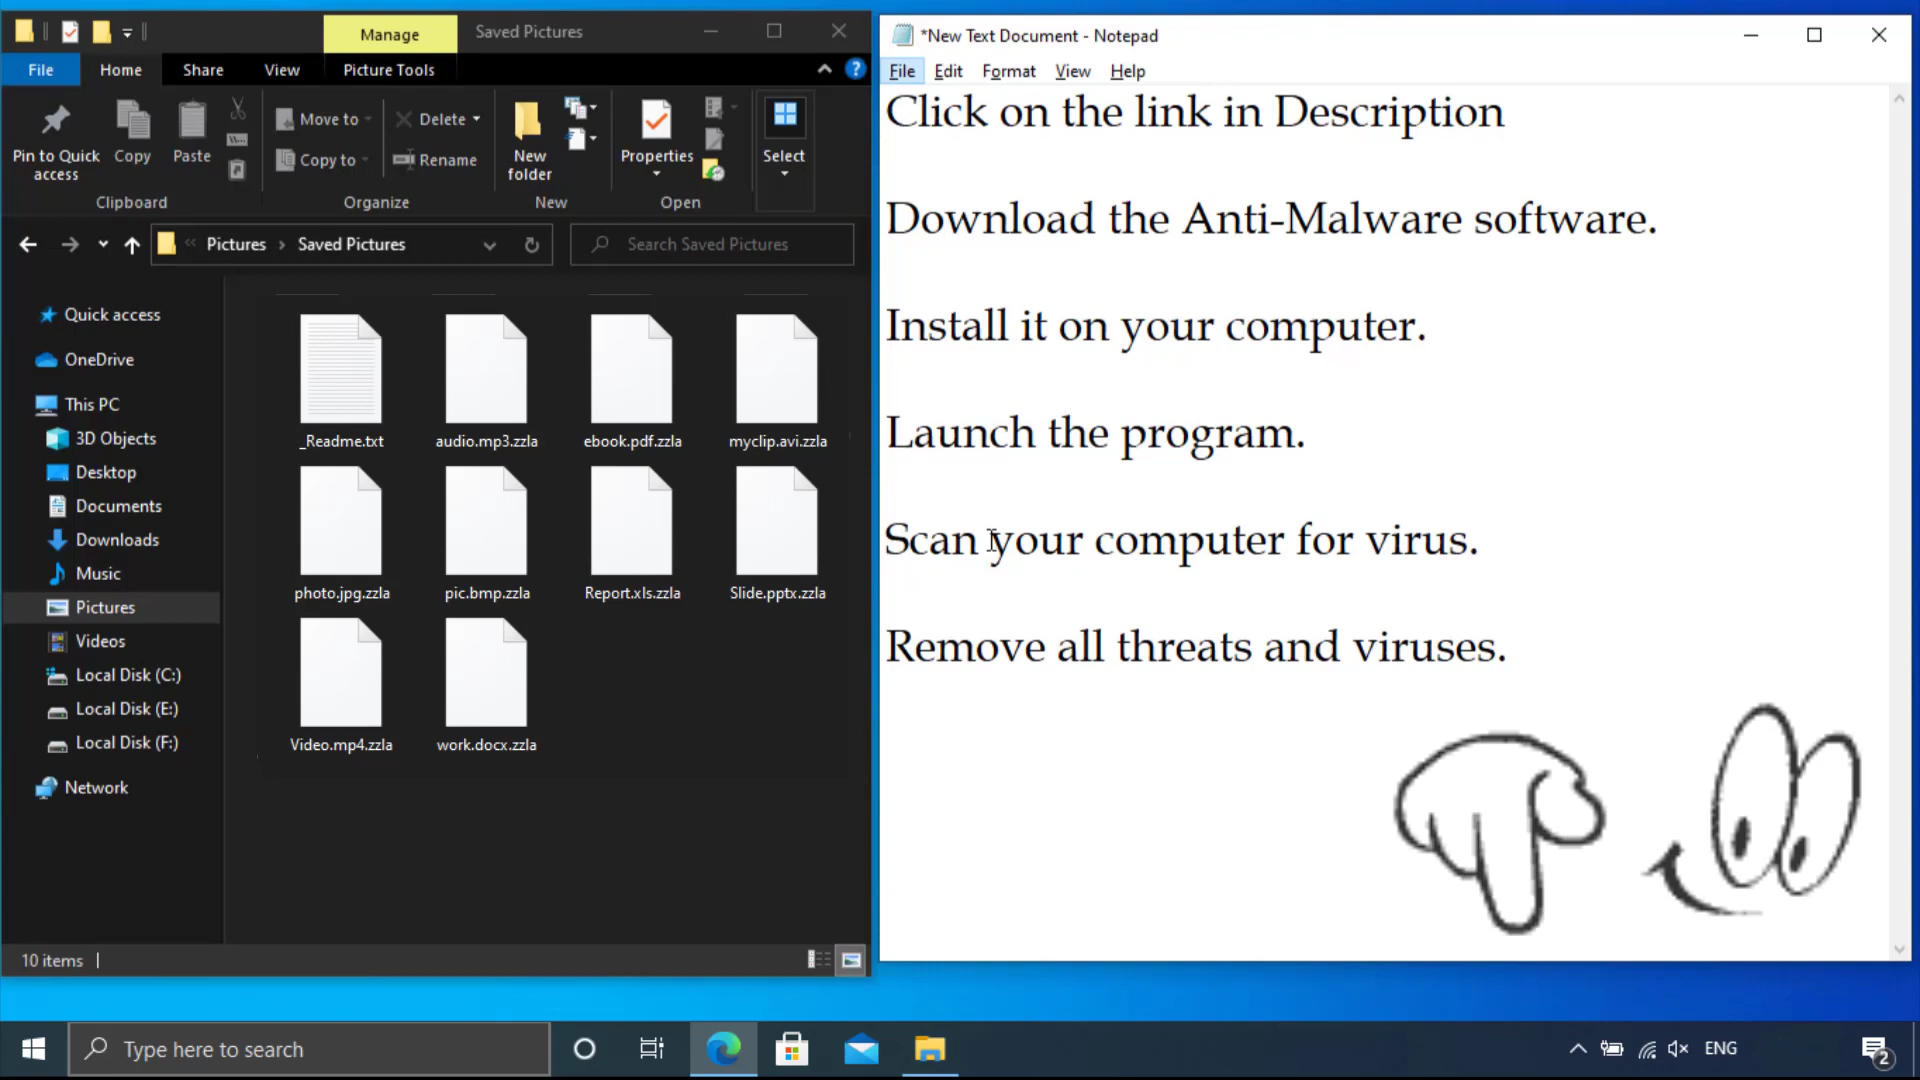 Manage
Saved Pictures
File
Home
Share
View
Picture Tools
Pin to Quick access
Copy
Paste
Move to
Copy to
Delete
Rename
New folder
Properties
Select
Clipboard
Organize
New
Open
Pictures
Saved Pictures
Search Saved Pictures
Quick access
OneDrive
This PC
3D Objects
Desktop
Documents
Downloads
Music
Pictures
Videos
Local Disk (C:)
Local Disk (E:)
Local Disk (F:)
Network
_Readme.txt
audio.mp3.zzla
ebook.pdf.zzla
myclip.avi.zzla
photo.jpg.zzla
pic.bmp.zzla
Report.xls.zzla
Slide.pptx.zzla
Video.mp4.zzla
work.docx.zzla
10 items
*New Text Document - Notepad
File
Edit
Format
View
Help
Click on the link in Description
Download the Anti-Malware software.
Install it on your computer.
Launch the program.
Scan your computer for virus.
Remove all threats and viruses.
Type here to search
ENG
2